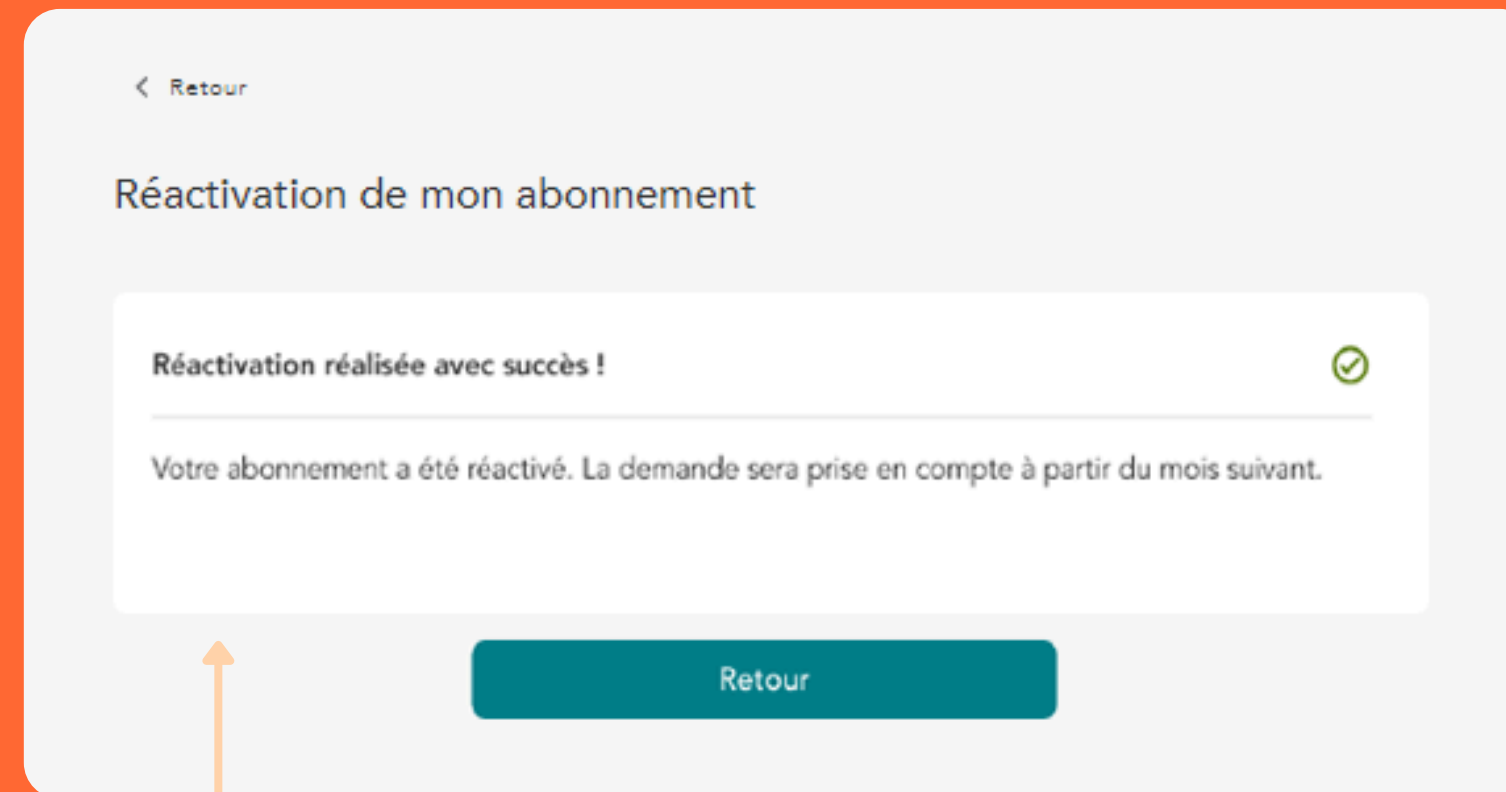 Retour
Réactivation de mon abonnement
Réactivation réalisée avec succès !
Votre abonnement a été réactivé. La demande sera prise en compte à partir du mois suivant.
Retour